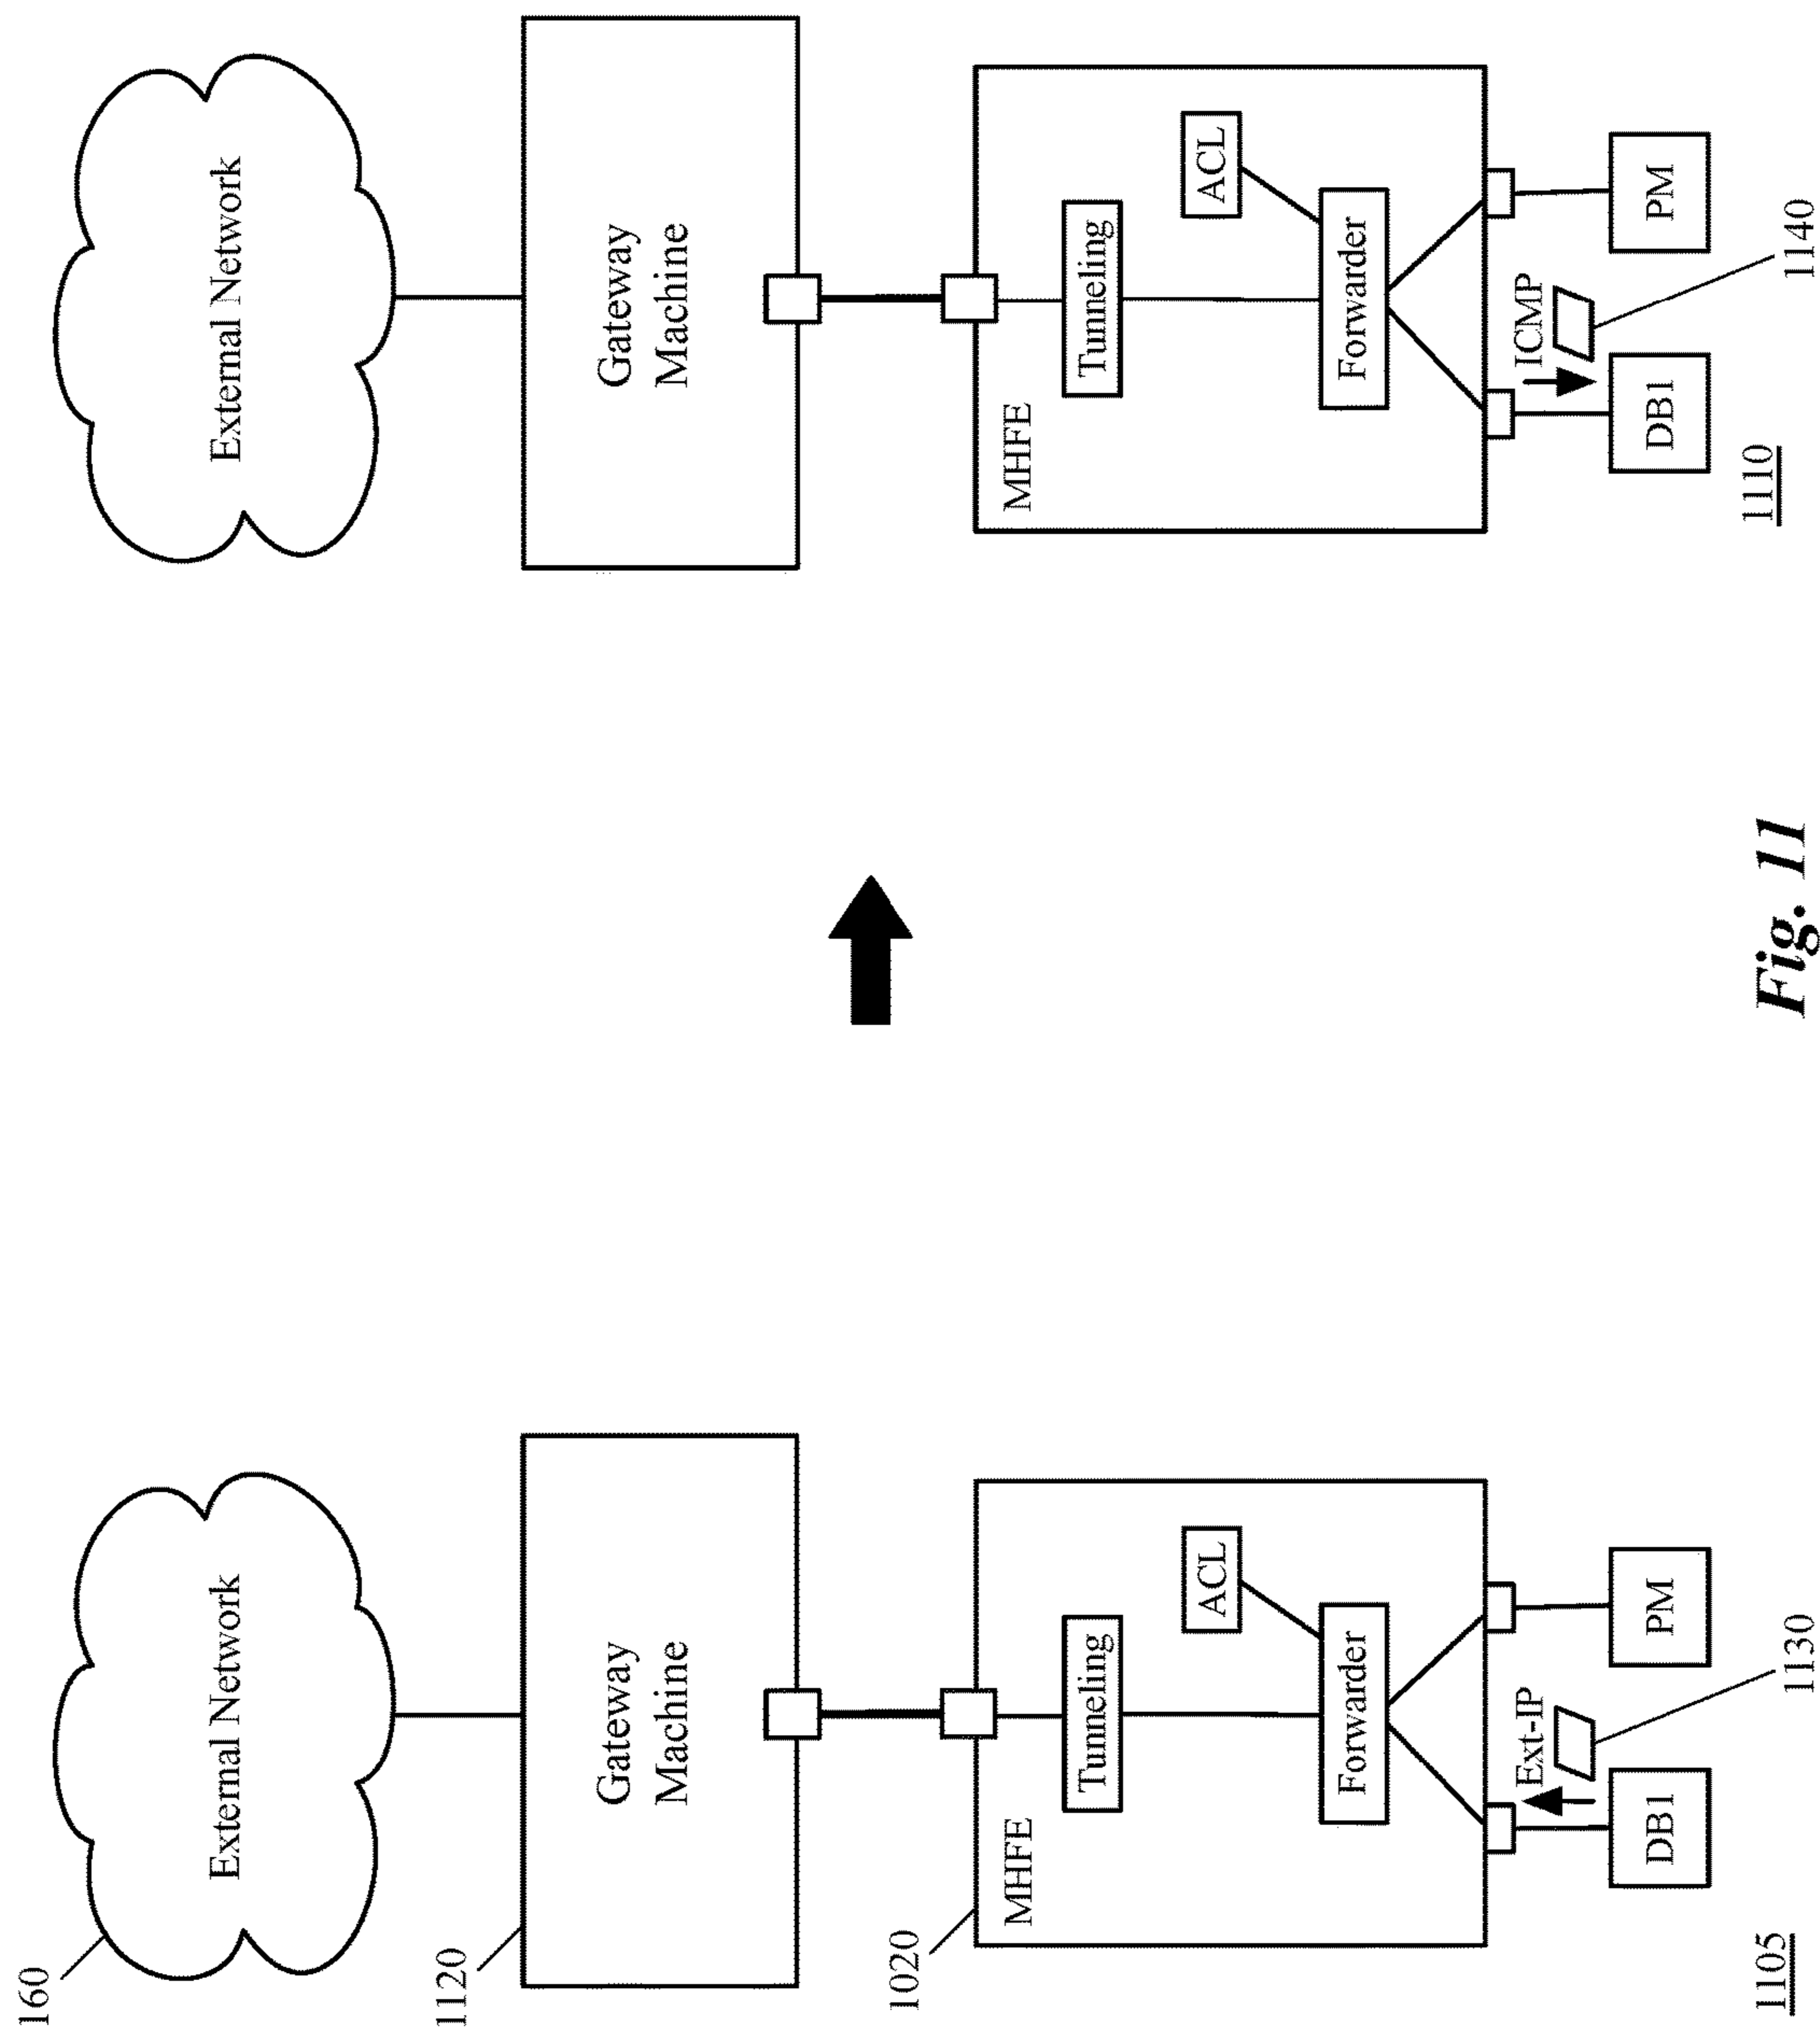 160
External Network
1120
Gateway
Machine
1020
MHFE
Tunneling
ACL
Forwarder
Ext-IP
DB1
PM
1130
1105
External Network
Gateway
Machine
MHFE
Tunneling
ACL
Forwarder
ICMP
DB1
PM
1140
1110
Fig. 11